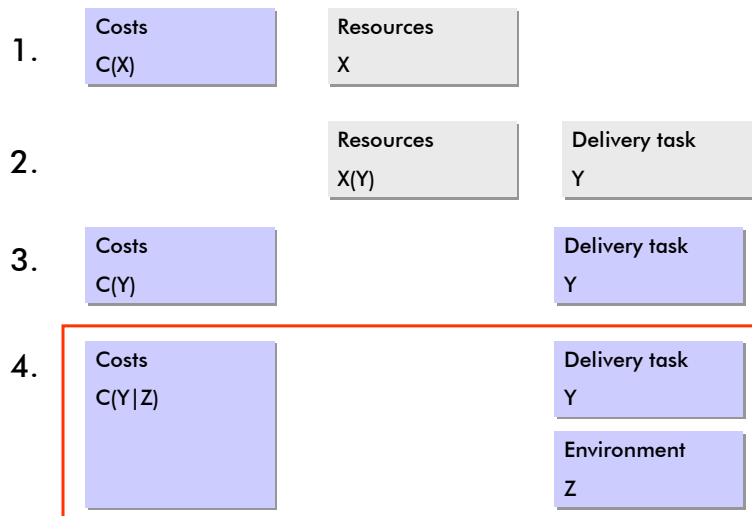 1.
Costs
C(X)
Resources
X
2.
Resources
X(Y)
Delivery task
Y
3.
Costs
C(Y)
Delivery task
Y
4.
Costs
C(Y|Z)
Delivery task
Y
Environment
Z